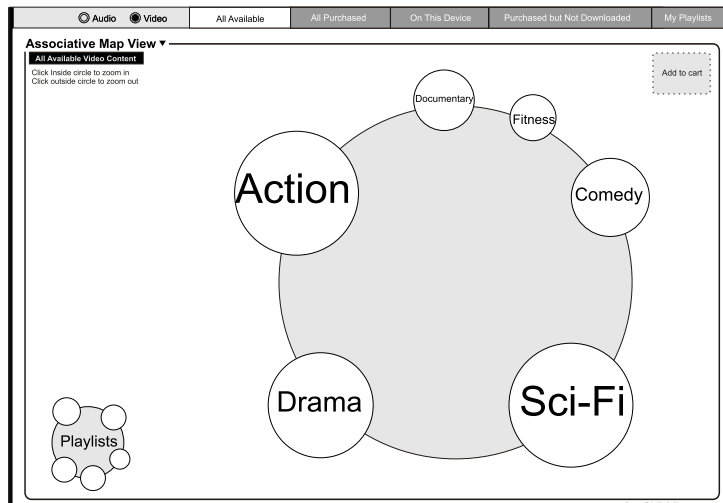 Audio Video All Available All Purchased On This Device Purchased but Not Downloaded My Playlists
Associative Map View ▼
All Available Video Content
Click Inside circle to zoom in
Click outside circle to zoom out
Add to cart
Documentary
Fitness
Action
Comedy
Drama
Sci-Fi
Playlists